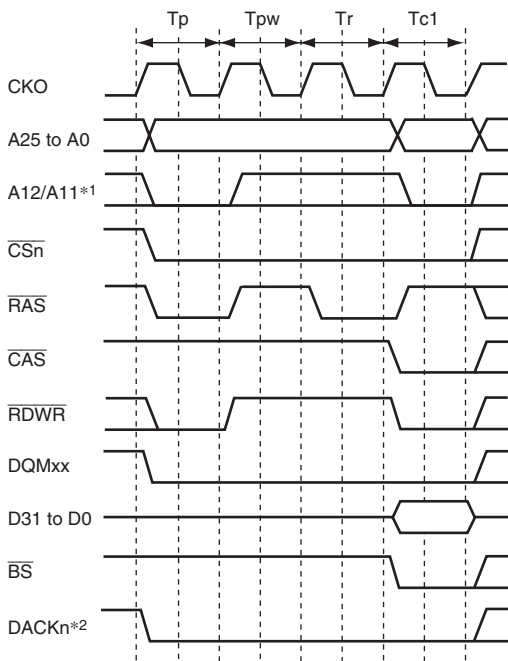 Tp Tpw Tr Tc1
CKO
A25 to A0
A12/A11*1
CSn
RAS
CAS
RDWR
DQMxx
D31 to D0
BS
DACKn*2